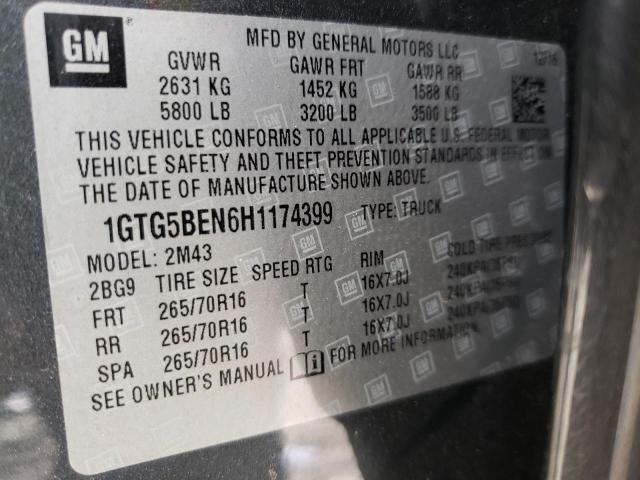 GM
MFD BY GENERAL MOTORS LLC
12/16
GVWR GAWR FRT GAWR RR
2631 KG 1452 KG 1588 KG
5800 LB 3200 LB 3500 LB
THIS VEHICLE CONFORMS TO ALL APPLICABLE U.S. FEDERAL MOTOR
VEHICLE SAFETY AND THEFT PREVENTION STANDARDS IN EFFECT ON
THE DATE OF MANUFACTURE SHOWN ABOVE.
1GTG5BEN6H1174399 TYPE: TRUCK
MODEL: 2M43
2BG9 TIRE SIZE SPEED RTG RIM COLD TIRE
FRT 265/70R16 T 16X7.0J
RR 265/70R16 T 16X7.0J
SPA 265/70R16 T 16X7.0J
SEE OWNER'S MANUAL FOR MORE INFORMATION.